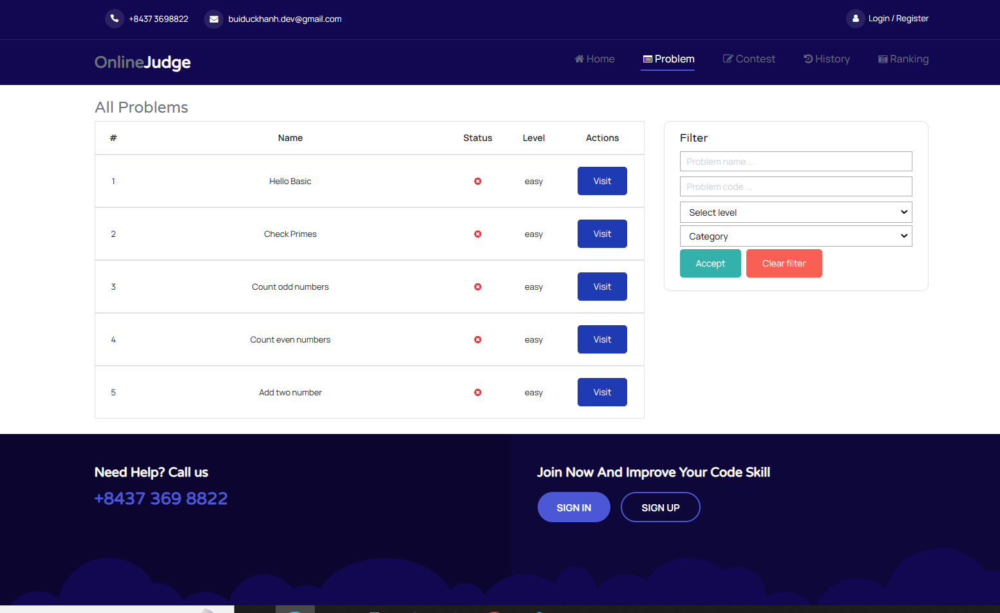 +8437 3698822 buiduckhanh.dev@gmail.com Login / Register
OnlineJudge Home Problem Contest History Ranking
All Problems
# Name Status Level Actions
1 Hello Basic easy Visit
2 Check Primes easy Visit
3 Count odd numbers easy Visit
4 Count even numbers easy Visit
5 Add two number easy Visit
Filter
Problem name ...
Problem code ...
Select level
Category
Accept Clear filter
Need Help? Call us
+8437 369 8822
Join Now And Improve Your Code Skill
SIGN IN SIGN UP